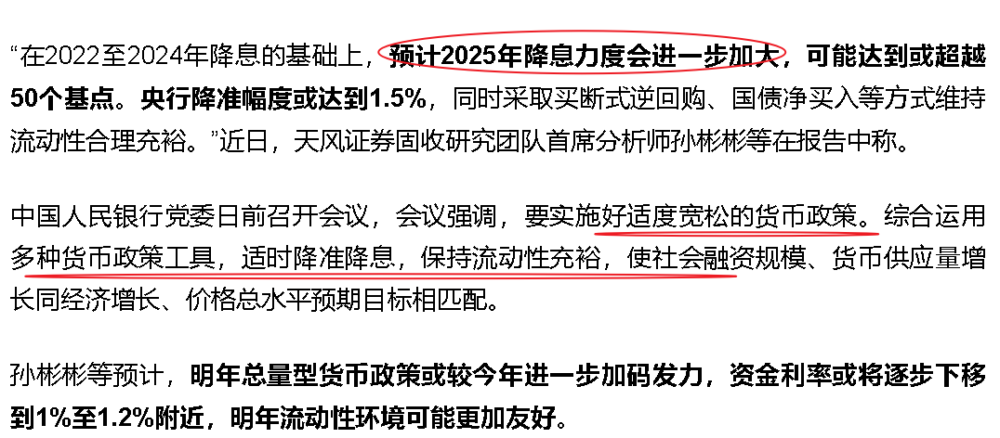 “在2022至2024年降息的基础上，预计2025年降息力度会进一步加大，可能达到或超越
50个基点。央行降准幅度或达到1.5%，同时采取买断式逆回购、国债净买入等方式维持
流动性合理充裕。”近日，天风证券固收研究团队首席分析师孙彬彬等在报告中称。
中国人民银行党委日前召开会议，会议强调，要实施好适度宽松的货币政策。综合运用
多种货币政策工具，适时降准降息，保持流动性充裕，使社会融资规模、货币供应量增
长同经济增长、价格总水平预期目标相匹配。
孙彬彬等预计，明年总量型货币政策或较今年进一步加码发力，资金利率或将逐步下移
到1%至1.2%附近，明年流动性环境可能更加友好。